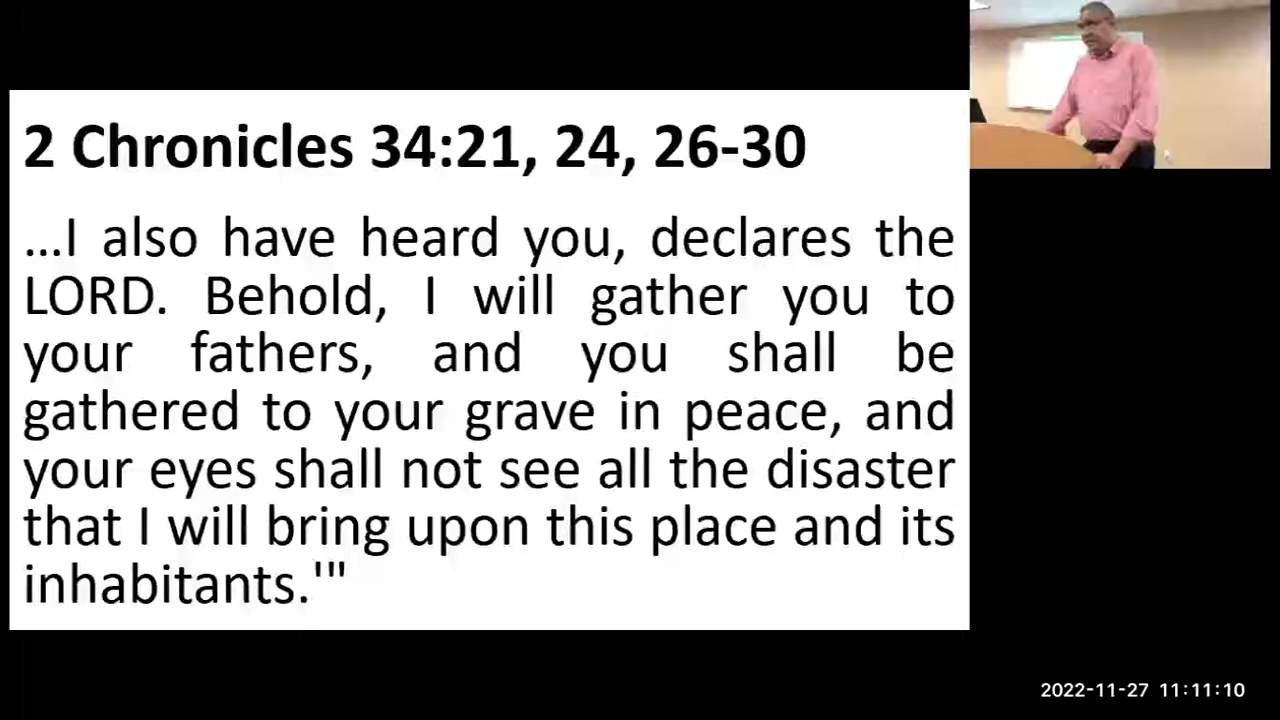 2 Chronicles 34:21, 24, 26-30
...I also have heard you, declares the
LORD. Behold, I will gather you to
your fathers, and you shall be
gathered to your grave in peace, and
your eyes shall not see all the disaster
that I will bring upon this place and its
inhabitants.'"
2022-11-27 11:11:10